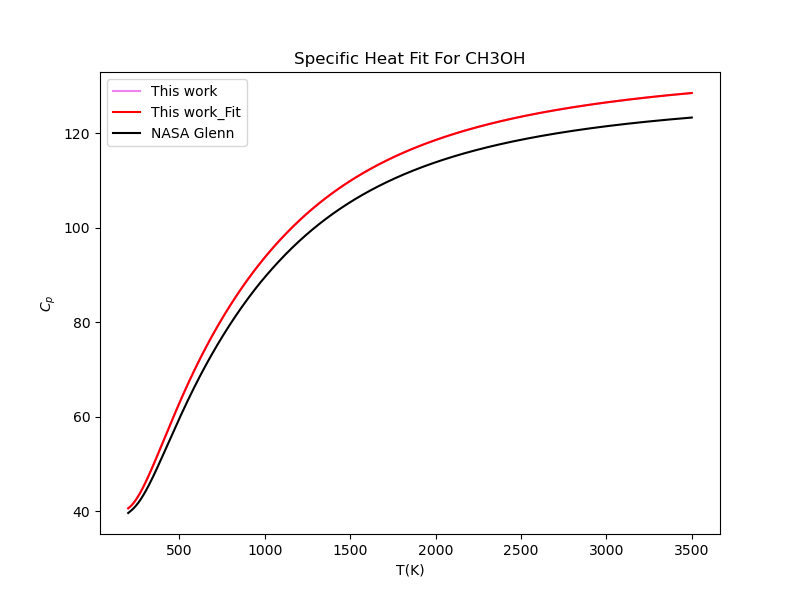 Specific Heat Fit For CH3OH
This work
This work_Fit
NASA Glenn
120
100
80
60
40
$C_p$
500 1000 1500 2000 2500 3000 3500
T(K)